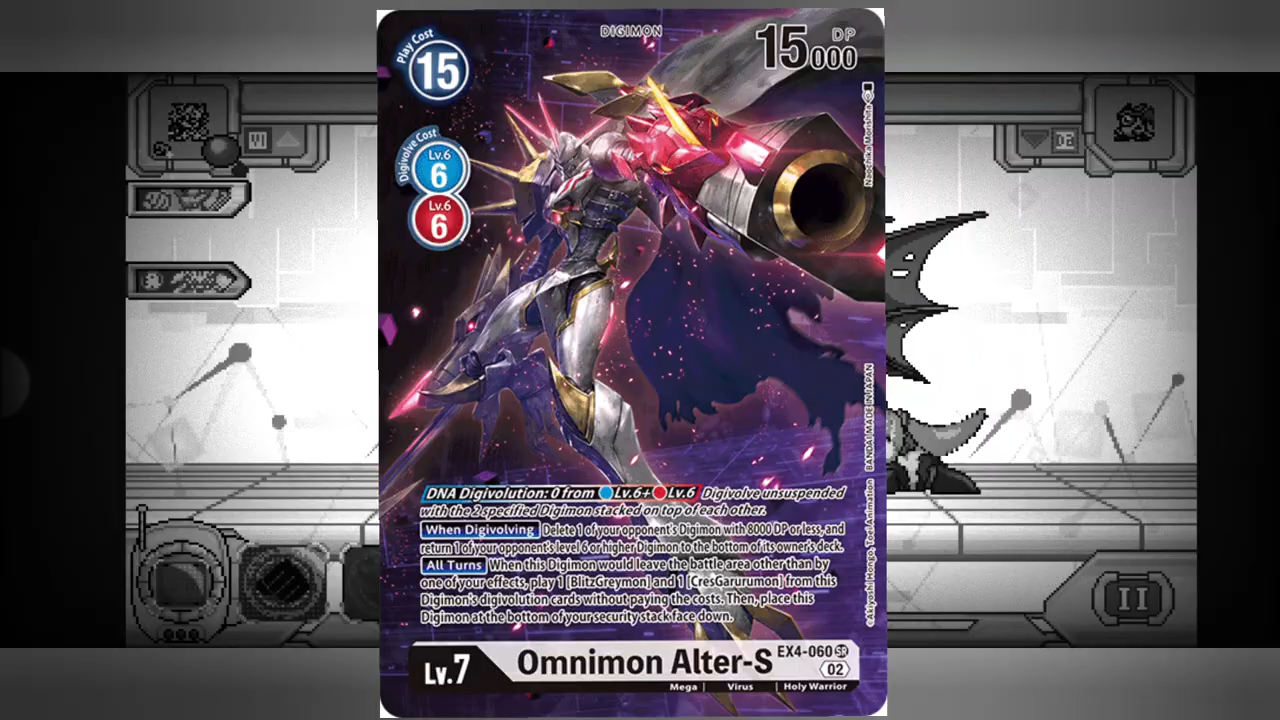 DIGIMON
Play Cost
15
15000
DP
Digivolve Cost
Lv.6
6
Lv.6
6
Naochika Morishita
DNA Digivolution: 0 from Lv.6+ Lv.6 Digivolve unsuspended
with the 2 specified Digimon stacked on top of each other.
When Digivolving Delete 1 of your opponent's Digimon with 8000 DP or less, and
return 1 of your opponent's level 6 or higher Digimon to the bottom of its owner's deck.
All Turns When this Digimon would leave the battle area other than by
one of your effects, play 1 [BlitzGreymon] and 1 [CresGarurumon] from this
Digimon's digivolution cards without paying the costs. Then, place this
Digimon at the bottom of your security stack face down.
©Akiyoshi Hongo, Toei Animation BANDAI MADE IN JAPAN
Lv.7
Omnimon Alter-S
EX4-060 SR
02
Mega | Virus | Holy Warrior